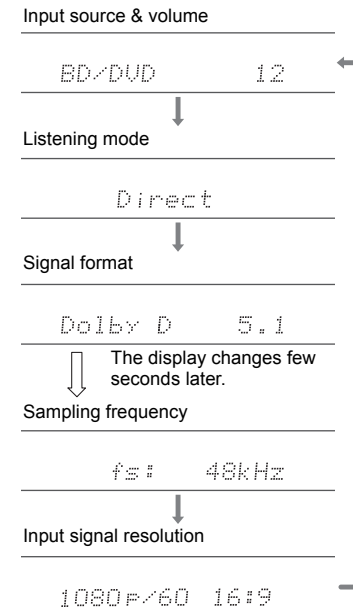 Input source & volume
BD/DVD 12
Listening mode
Direct
Signal format
Dolby D 5.1
The display changes few
seconds later.
Sampling frequency
fs: 48kHz
Input signal resolution
1080p/60 16:9